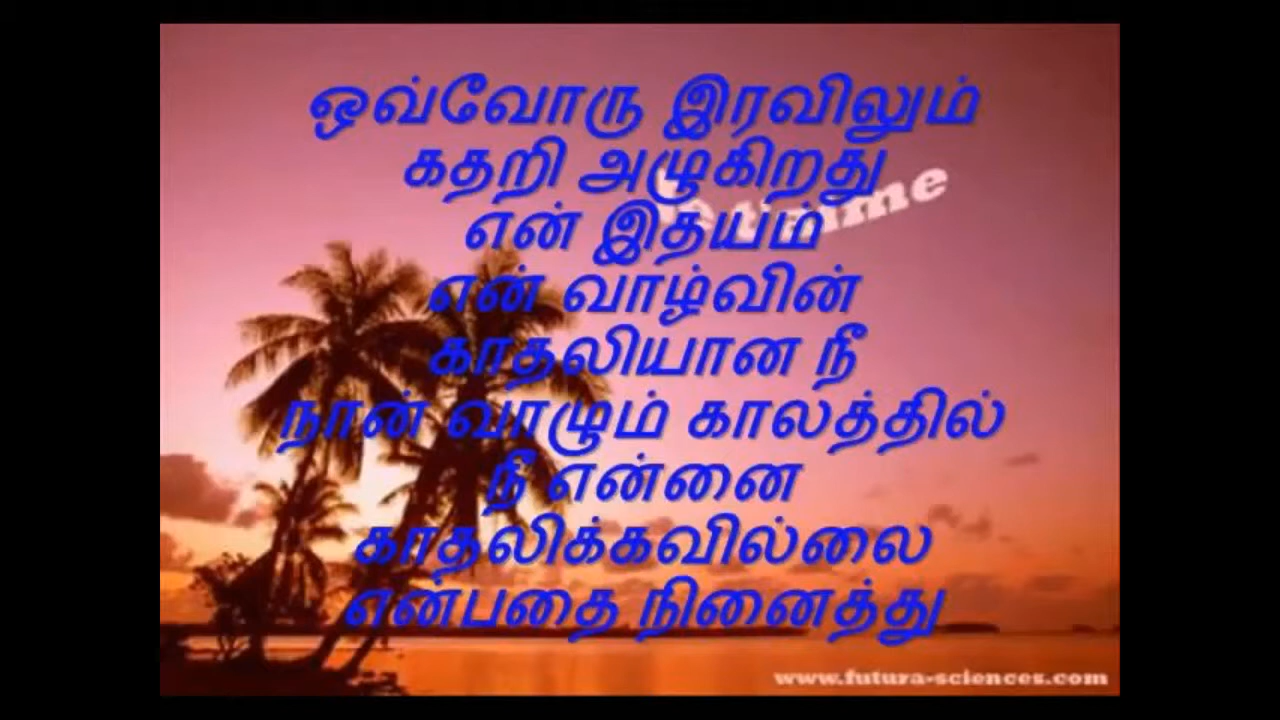 ஒவ்வோரு இரவிலும்
கதறி அழுகிறது
என் இதயம்
என் வாழ்வின்
காதலியான நீ
நான் வாழும் காலத்தில்
நீ என்னை
காதலிக்கவில்லை
என்பதை நினைத்து
www.futura-sciences.com